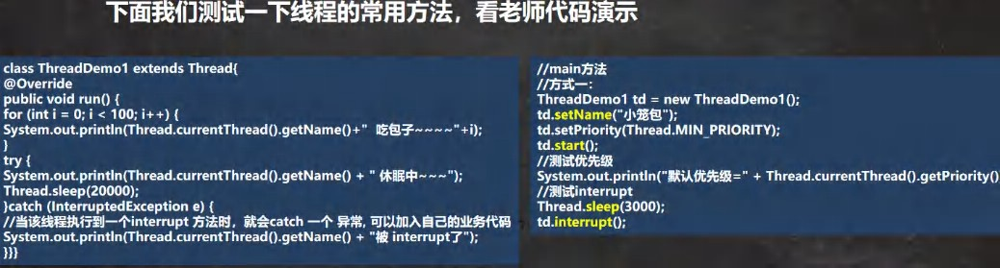 下面我们测试一下线程的常用方法，看老师代码演示
class ThreadDemo1 extends Thread{
@Override
public void run() {
for (int i = 0; i < 100; i++) {
System.out.println(Thread.currentThread().getName()+" 吃包子~~~~"+i);
}
try {
System.out.println(Thread.currentThread().getName() + " 休眠中~~~");
Thread.sleep(20000);
}catch (InterruptedException e) {
//当该线程执行到一个interrupt 方法时，就会catch 一个 异常, 可以加入自己的业务代码
System.out.println(Thread.currentThread().getName() + "被 interrupt了");
}}}
//main方法
//方式一:
ThreadDemo1 td = new ThreadDemo1();
td.setName("小笼包");
td.setPriority(Thread.MIN_PRIORITY);
td.start();
//测试优先级
System.out.println("默认优先级=" + Thread.currentThread().getPriority()
//测试interrupt
Thread.sleep(3000);
td.interrupt();